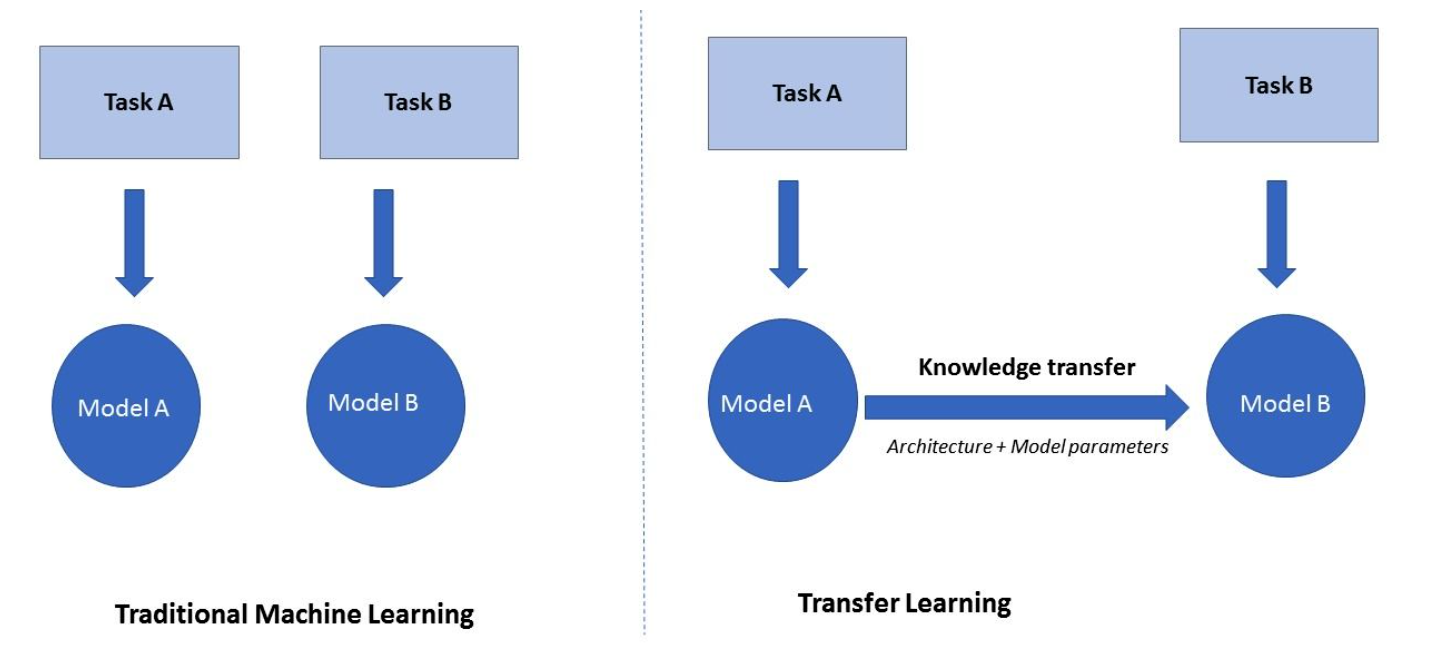 Task A
Task B
Model A
Model B
Traditional Machine Learning
Task A
Task B
Model A
Knowledge transfer
Architecture + Model parameters
Model B
Transfer Learning